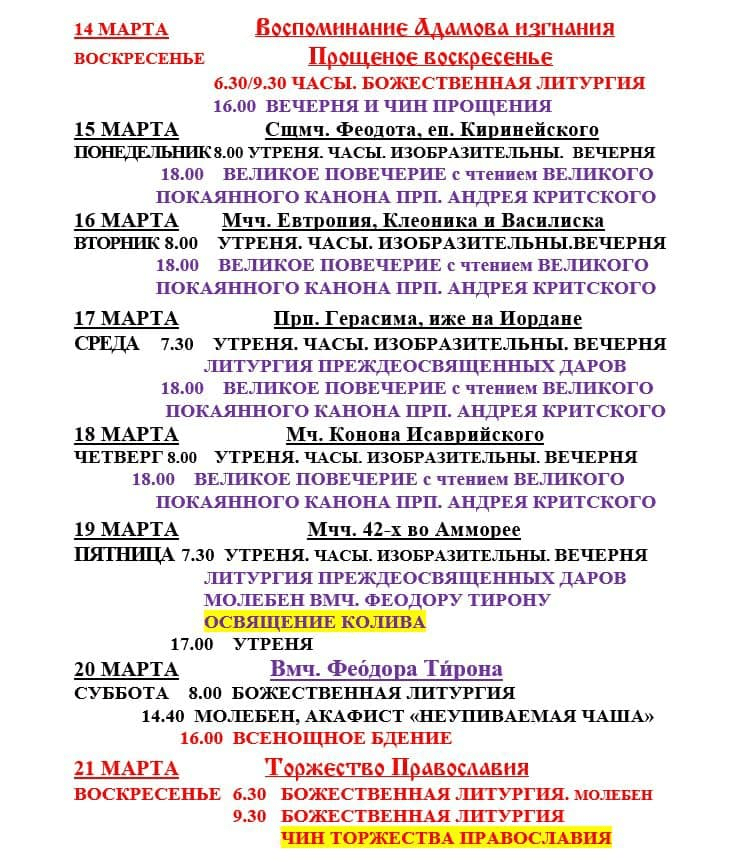 14 МАРТА Воспоминание Адамова изгнания
ВОСКРЕСЕНЬЕ Прощеное воскресенье
6.30/9.30 ЧАСЫ. БОЖЕСТВЕННАЯ ЛИТУРГИЯ
16.00 ВЕЧЕРНЯ И ЧИН ПРОЩЕНИЯ
15 МАРТА Сщмч. Феодота, еп. Киринейского
ПОНЕДЕЛЬНИК 8.00 УТРЕНЯ. ЧАСЫ. ИЗОБРАЗИТЕЛЬНЫ. ВЕЧЕРНЯ
18.00 ВЕЛИКОЕ ПОВЕЧЕРИЕ с чтением ВЕЛИКОГО
ПОКАЯННОГО КАНОНА ПРП. АНДРЕЯ КРИТСКОГО
16 МАРТА Мчч. Евтропия, Клеоника и Василиска
ВТОРНИК 8.00 УТРЕНЯ. ЧАСЫ. ИЗОБРАЗИТЕЛЬНЫ.ВЕЧЕРНЯ
18.00 ВЕЛИКОЕ ПОВЕЧЕРИЕ с чтением ВЕЛИКОГО
ПОКАЯННОГО КАНОНА ПРП. АНДРЕЯ КРИТСКОГО
17 МАРТА Прп. Герасима, иже на Иордане
СРЕДА 7.30 УТРЕНЯ. ЧАСЫ. ИЗОБРАЗИТЕЛЬНЫ. ВЕЧЕРНЯ
ЛИТУРГИЯ ПРЕЖДЕОСВЯЩЕННЫХ ДАРОВ
18.00 ВЕЛИКОЕ ПОВЕЧЕРИЕ с чтением ВЕЛИКОГО
ПОКАЯННОГО КАНОНА ПРП. АНДРЕЯ КРИТСКОГО
18 МАРТА Мч. Конона Исаврийского
ЧЕТВЕРГ 8.00 УТРЕНЯ. ЧАСЫ. ИЗОБРАЗИТЕЛЬНЫ. ВЕЧЕРНЯ
18.00 ВЕЛИКОЕ ПОВЕЧЕРИЕ с чтением ВЕЛИКОГО
ПОКАЯННОГО КАНОНА ПРП. АНДРЕЯ КРИТСКОГО
19 МАРТА Мчч. 42-х во Амморее
ПЯТНИЦА 7.30 УТРЕНЯ. ЧАСЫ. ИЗОБРАЗИТЕЛЬНЫ. ВЕЧЕРНЯ
ЛИТУРГИЯ ПРЕЖДЕОСВЯЩЕННЫХ ДАРОВ
МОЛЕБЕН ВМЧ. ФЕОДОРУ ТИРОНУ
ОСВЯЩЕНИЕ КОЛИВА
17.00 УТРЕНЯ
20 МАРТА Вмч. Фео́дора Ти́рона
СУББОТА 8.00 БОЖЕСТВЕННАЯ ЛИТУРГИЯ
14.40 МОЛЕБЕН, АКАФИСТ «НЕУПИВАЕМАЯ ЧАША»
16.00 ВСЕНОЩНОЕ БДЕНИЕ
21 МАРТА Торжество Православия
ВОСКРЕСЕНЬЕ 6.30 БОЖЕСТВЕННАЯ ЛИТУРГИЯ. МОЛЕБЕН
9.30 БОЖЕСТВЕННАЯ ЛИТУРГИЯ
ЧИН ТОРЖЕСТВА ПРАВОСЛАВИЯ